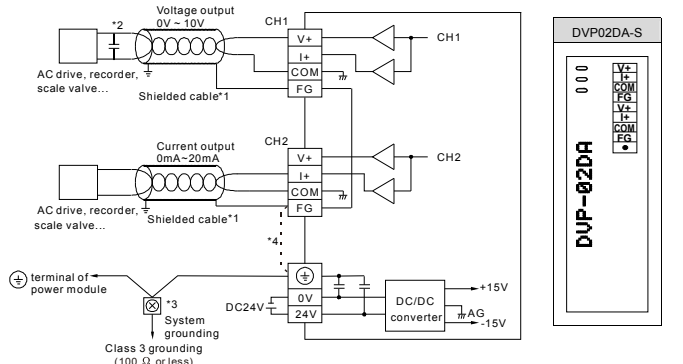 Voltage output
0V ~ 10V
CH1
*2
V+
I+
COM
FG
CH1
AC drive, recorder,
scale valve...
Shielded cable*1
Current output
0mA~20mA
CH2
V+
I+
COM
FG
CH2
AC drive, recorder,
scale valve...
Shielded cable*1
*4
terminal of
power module
*3
System
grounding
Class 3 grounding
(100 Ω or less)
DC24V
0V
24V
DC/DC
converter
+15V
AG
-15V
DVP02DA-S
V+
I+
COM
FG
V+
I+
COM
FG
DVP-02DA